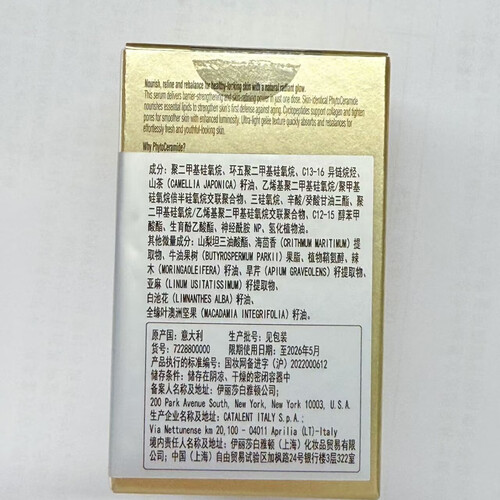 Nourish, refine and rebalance for healthy-looking skin with a natural radiant glow.
This serum delivers barrier-strengthening and skin-refining power in just one dose. Skin-identical PhytoCeramide
nourishes essential lipids to strengthen skin's first defense against aging. Cyclopeptides support collagen and tighten
pores for smoother skin with enhanced luminosity. Ultra-light gelée texture quickly absorbs and reassances for
effortlessly fresh and youthful-looking skin.
Why PhytoCeramide?
成分：聚二甲基硅氧烷、环五聚二甲基硅氧烷、C13-16 异链烷烃、
山茶（CAMELLIA JAPONICA）籽油、乙烯基聚二甲基硅氧烷/聚甲基
硅氧烷倍半硅氧烷交联聚合物、三硅氧烷、辛酸/癸酸甘油三酯、聚二
甲基硅氧烷/乙烯基聚二甲基硅氧烷交联聚合物、C12-15 醇苯甲
酸酯、生育酚乙酸酯、神经酰胺 NP、氢化植物油。
其他微量成分：山梨坦三油酸酯、海茴香（CRITHMUM MARITIMUM）提
取物、牛油果树（BUTYROSPERMUM PARKII）果脂、植物鞘氨醇、辣
木（MORINGAOLEIFERA）籽油、旱芹（APIUM GRAVEOLENS）籽提取物、
亚麻（LINUM USITATISSIMUM）籽提取物、
白池花（LIMNANTHES ALBA）籽油、
全缘叶澳洲坚果（MACADAMIA INTEGRIFOLIA）籽油。
原产国：意大利 生产批号：见包装
货号：7228800000 限期使用日期：至2026年5月
产品执行的标准编号：国妆网备进字（沪）2022000612
储存条件：储存在阴凉、干燥的密闭容器中
备案人名称及地址：伊丽莎白雅顿公司；
200 Park Avenue South, New York, New York 10003, U.S.A.
生产企业名称及地址：CATALENT ITALY S.p.A.；
Via Nettunense km 20,100 - 04011 Aprilia (LT)-Italy
境内责任人名称及地址：伊丽莎白雅顿（上海）化妆品贸易有限公
司；中国（上海）自由贸易试验区加枫路24号银行楼3层322室